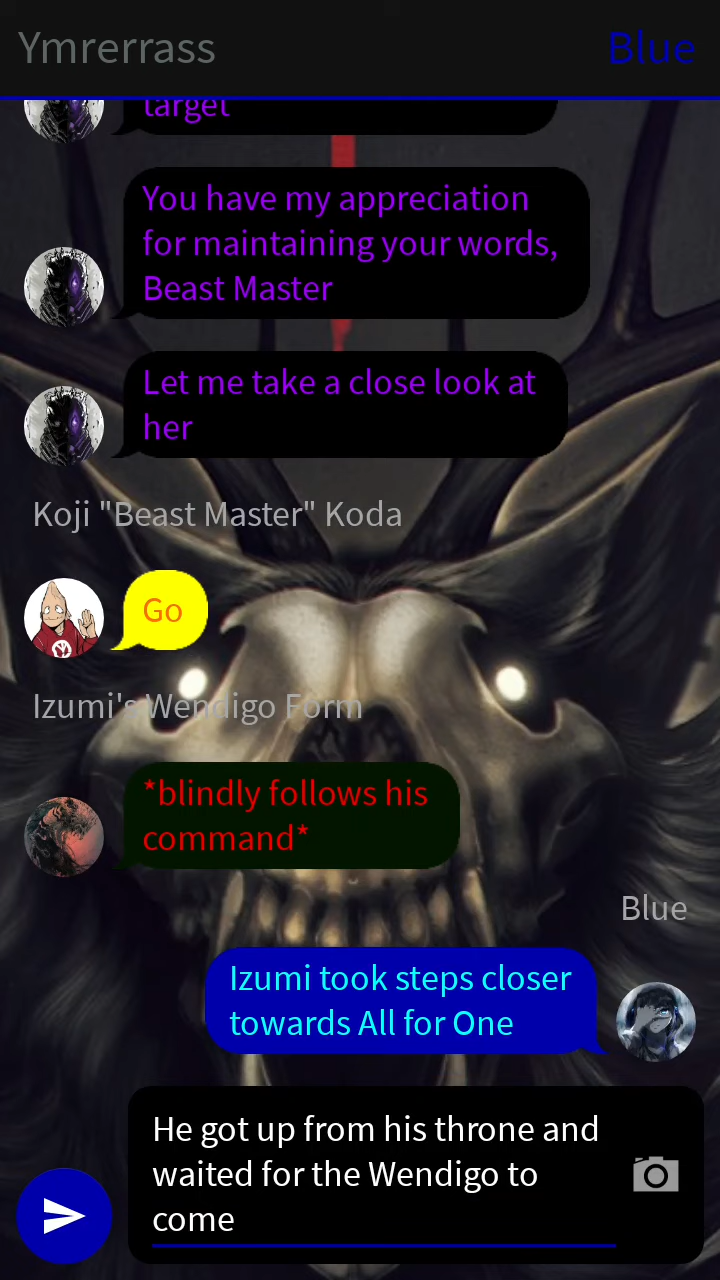 Ymrerrass
Blue
target
You have my appreciation
for maintaining your words,
Beast Master
Let me take a close look at
her
Koji "Beast Master" Koda
Go
Izumi's Wendigo Form
*blindly follows his
command*
Blue
Izumi took steps closer
towards All for One
He got up from his throne and
waited for the Wendigo to
come